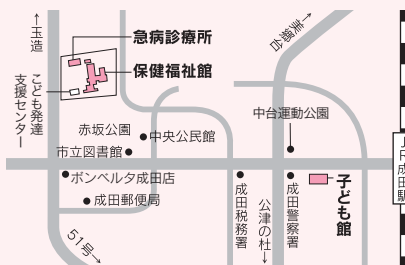 ←玉造
急病診療所
→美郷台
保健福祉館
こども発達
支援センター
中台運動公園
赤坂公園
中央公民館
市立図書館
JR成田駅
ボンベルタ成田店
子ども館
成田郵便局
成田税務署
公津の杜→
成田警察署
51号→